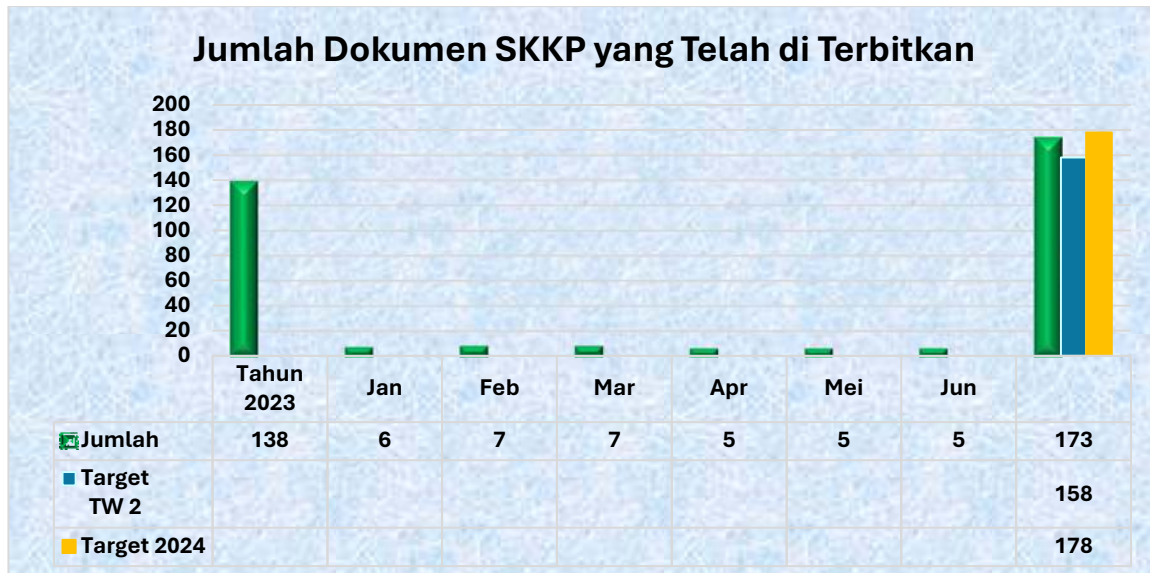 Jumlah Dokumen SKKP yang Telah di Terbitkan
200
180
160
140
120
100
80
60
40
20
0
Tahun
2023
Jan
Feb
Mar
Apr
Mei
Jun
Jumlah 138 6 7 7 5 5 5 173
Target
TW 2
158
Target 2024 178